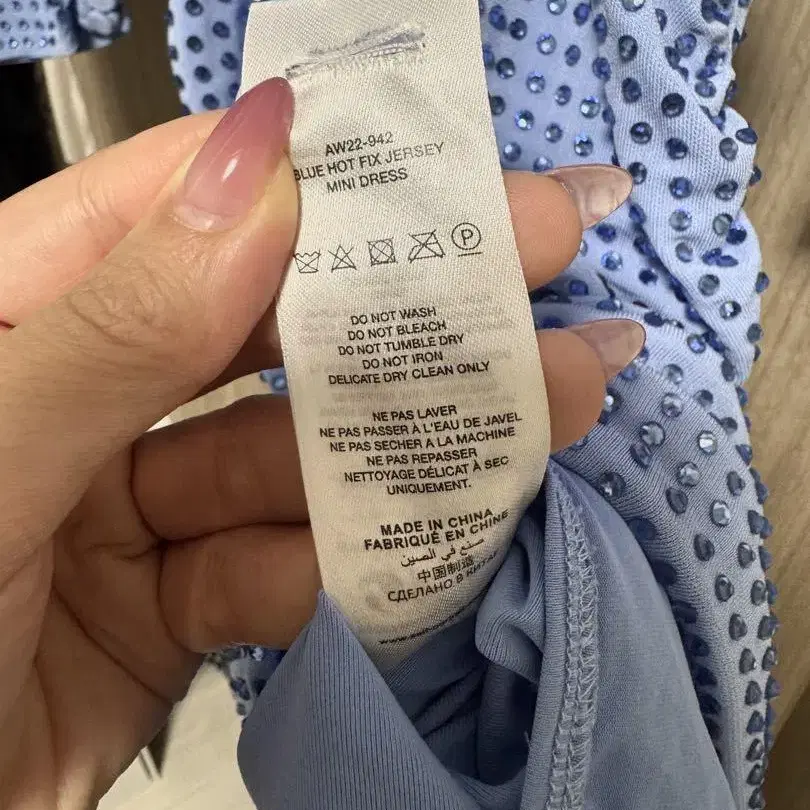 AW22-942
BLUE HOT FIX JERSEY
MINI DRESS
P
DO NOT WASH
DO NOT BLEACH
DO NOT TUMBLE DRY
DO NOT IRON
DELICATE DRY CLEAN ONLY
NE PAS LAVER
NE PAS PASSER À L'EAU DE JAVEL
NE PAS SECHER A LA MACHINE
NE PAS REPASSER
NETTOYAGE DÉLICAT À SEC
UNIQUEMENT.
MADE IN CHINA
FABRIQUÉ EN CHINE
صنع في الصين
中国制造
СДЕЛАНО В КИТАЕ